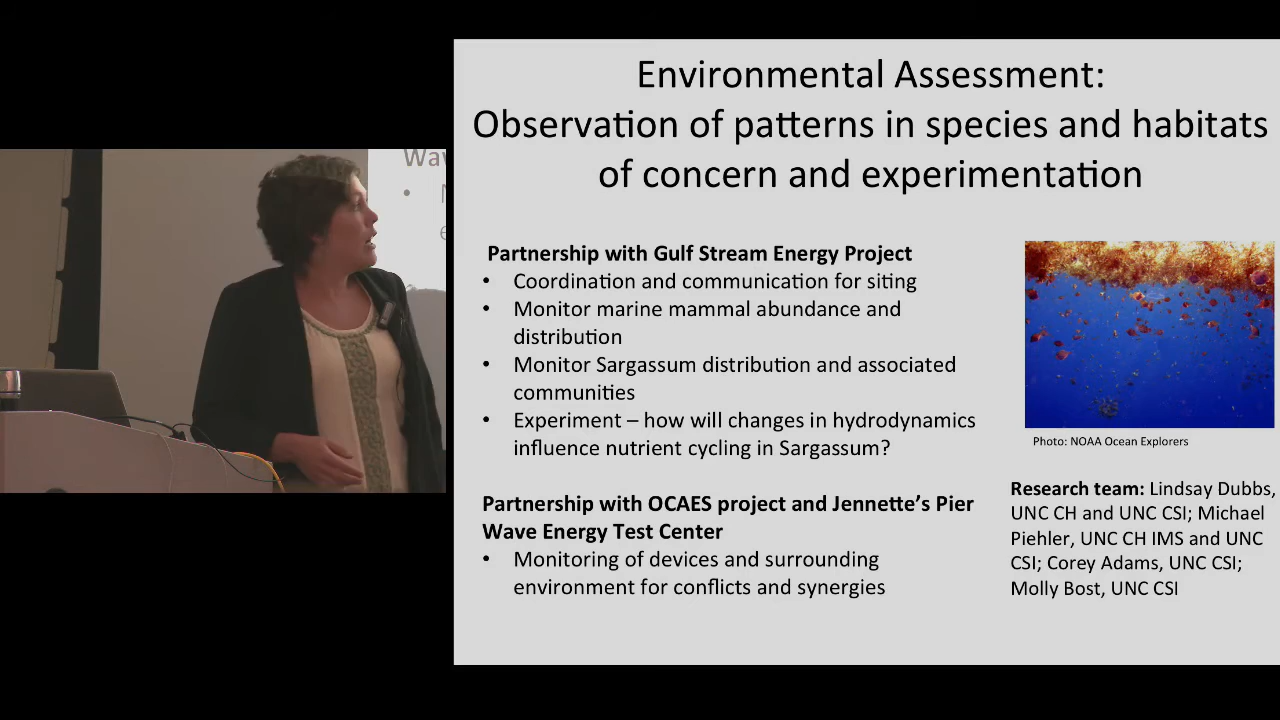 Environmental Assessment:
Observation of patterns in species and habitats
of concern and experimentation
Partnership with Gulf Stream Energy Project
• Coordination and communication for siting
• Monitor marine mammal abundance and
distribution
• Monitor Sargassum distribution and associated
communities
• Experiment – how will changes in hydrodynamics
influence nutrient cycling in Sargassum?
Partnership with OCAES project and Jennette’s Pier
Wave Energy Test Center
• Monitoring of devices and surrounding
environment for conflicts and synergies
Photo: NOAA Ocean Explorers
Research team: Lindsay Dubbs,
UNC CH and UNC CSI; Michael
Piehler, UNC CH IMS and UNC
CSI; Corey Adams, UNC CSI;
Molly Bost, UNC CSI